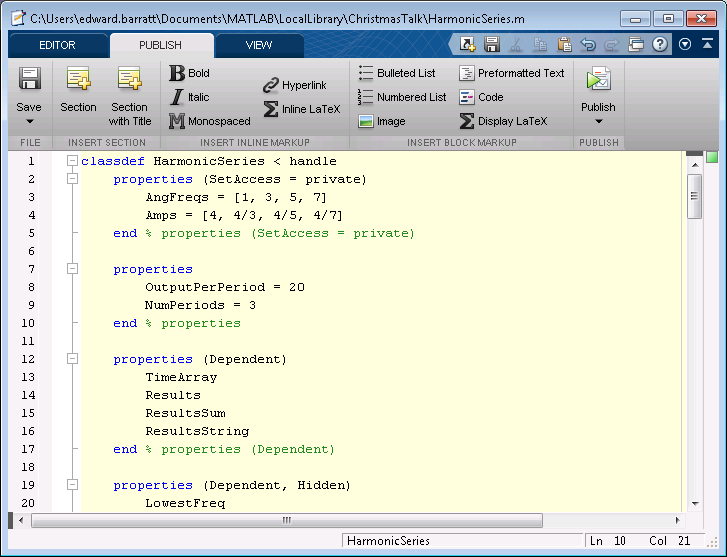 C:\Users\edward.barratt\Documents\MATLAB\LocalLibrary\ChristmasTalk\HarmonicSeries.m
EDITOR PUBLISH VIEW
Save
Section
Section with Title
Bold
Italic
Monospaced
Hyperlink
Inline LaTeX
Bulleted List
Numbered List
Image
Preformatted Text
Code
Display LaTeX
Publish
FILE INSERT SECTION INSERT INLINE MARKUP INSERT BLOCK MARKUP PUBLISH
1 classdef HarmonicSeries < handle
2 properties (SetAccess = private)
3 AngFreqs = [1, 3, 5, 7]
4 Amps = [4, 4/3, 4/5, 4/7]
5 end % properties (SetAccess = private)
6
7 properties
8 OutputPerPeriod = 20
9 NumPeriods = 3
10 end % properties
11
12 properties (Dependent)
13 TimeArray
14 Results
15 ResultsSum
16 ResultsString
17 end % properties (Dependent)
18
19 properties (Dependent, Hidden)
20 LowestFreq
HarmonicSeries Ln 10 Col 21